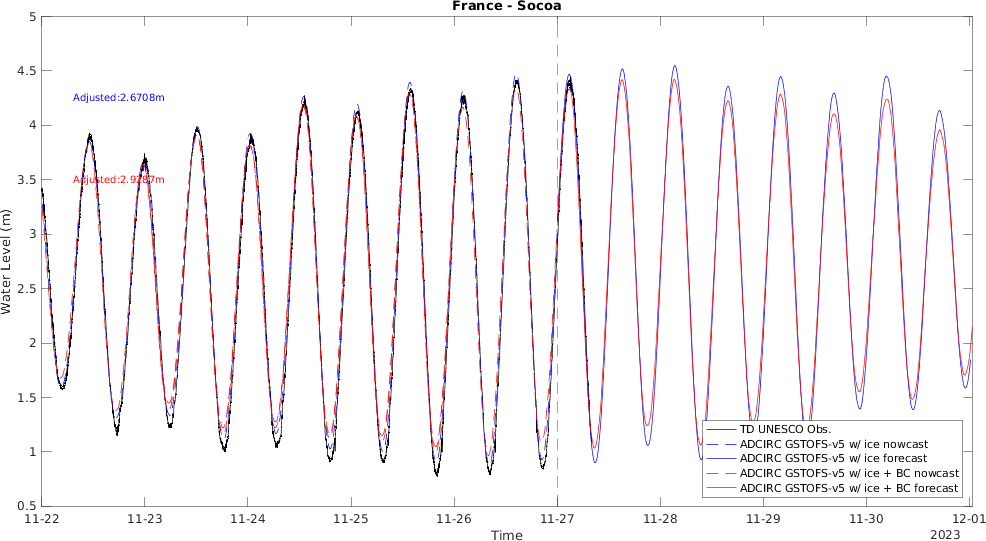 France - Socoa
Water Level (m)
5
4.5
4
3.5
3
2.5
2
1.5
1
0.5
Adjusted:2.6708m
Adjusted:2.9287m
TD UNESCO Obs.
ADCIRC GSTOFS-v5 w/ ice nowcast
ADCIRC GSTOFS-v5 w/ ice forecast
ADCIRC GSTOFS-v5 w/ ice + BC nowcast
ADCIRC GSTOFS-v5 w/ ice + BC forecast
11-22 11-23 11-24 11-25 11-26 11-27 11-28 11-29 11-30 12-01
Time
2023